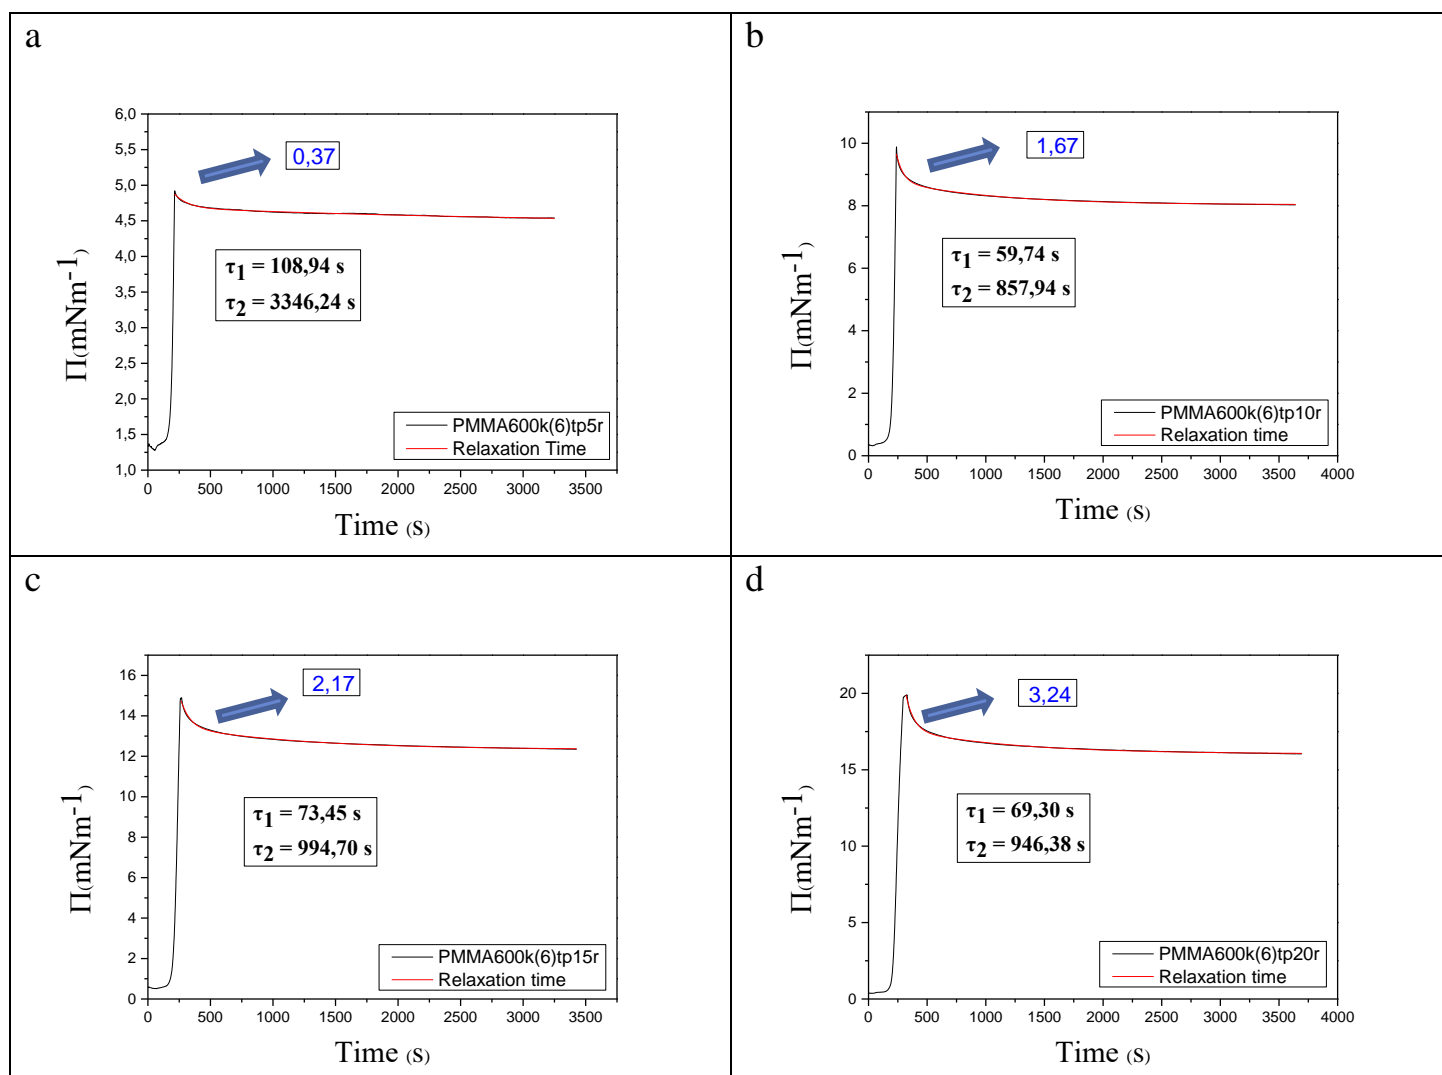 a
6,0
5,5
5,0
4,5
4,0
3,5
3,0
2,5
2,0
1,5
1,0
0,37
τ1 = 108,94 s
τ2 = 3346,24 s
PMMA600k(6)tp5r
Relaxation Time
0 500 1000 1500 2000 2500 3000 3500
Π(mNm-1)
Time (s)
b
10
8
6
4
2
0
1,67
τ1 = 59,74 s
τ2 = 857,94 s
PMMA600k(6)tp10r
Relaxation time
0 500 1000 1500 2000 2500 3000 3500 4000
Π(mNm-1)
Time (s)
c
16
14
12
10
8
6
4
2
0
2,17
τ1 = 73,45 s
τ2 = 994,70 s
PMMA600k(6)tp15r
Relaxation time
0 500 1000 1500 2000 2500 3000 3500
Π(mNm-1)
Time (s)
d
20
15
10
5
0
3,24
τ1 = 69,30 s
τ2 = 946,38 s
PMMA600k(6)tp20r
Relaxation time
0 500 1000 1500 2000 2500 3000 3500 4000
Π(mNm-1)
Time (s)